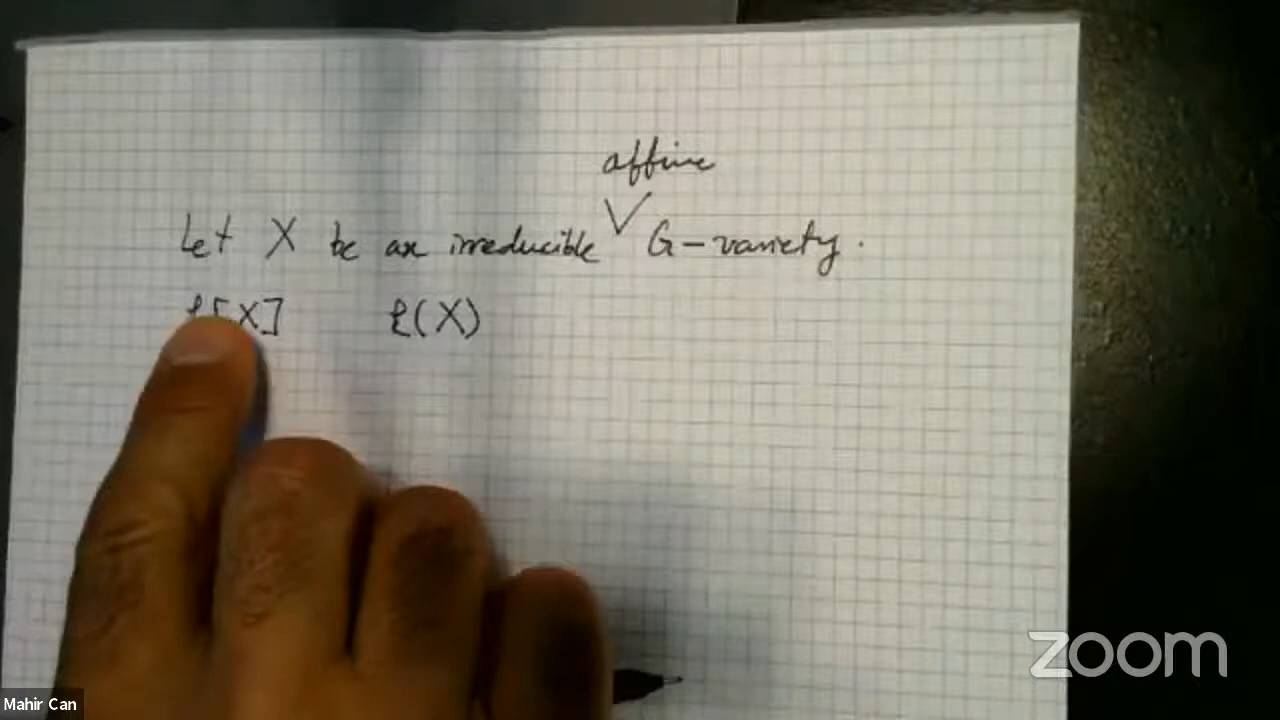 affine
Let X be an irreducible ∨ G-variety.
k[X] k(X)
zoom
Mahir Can